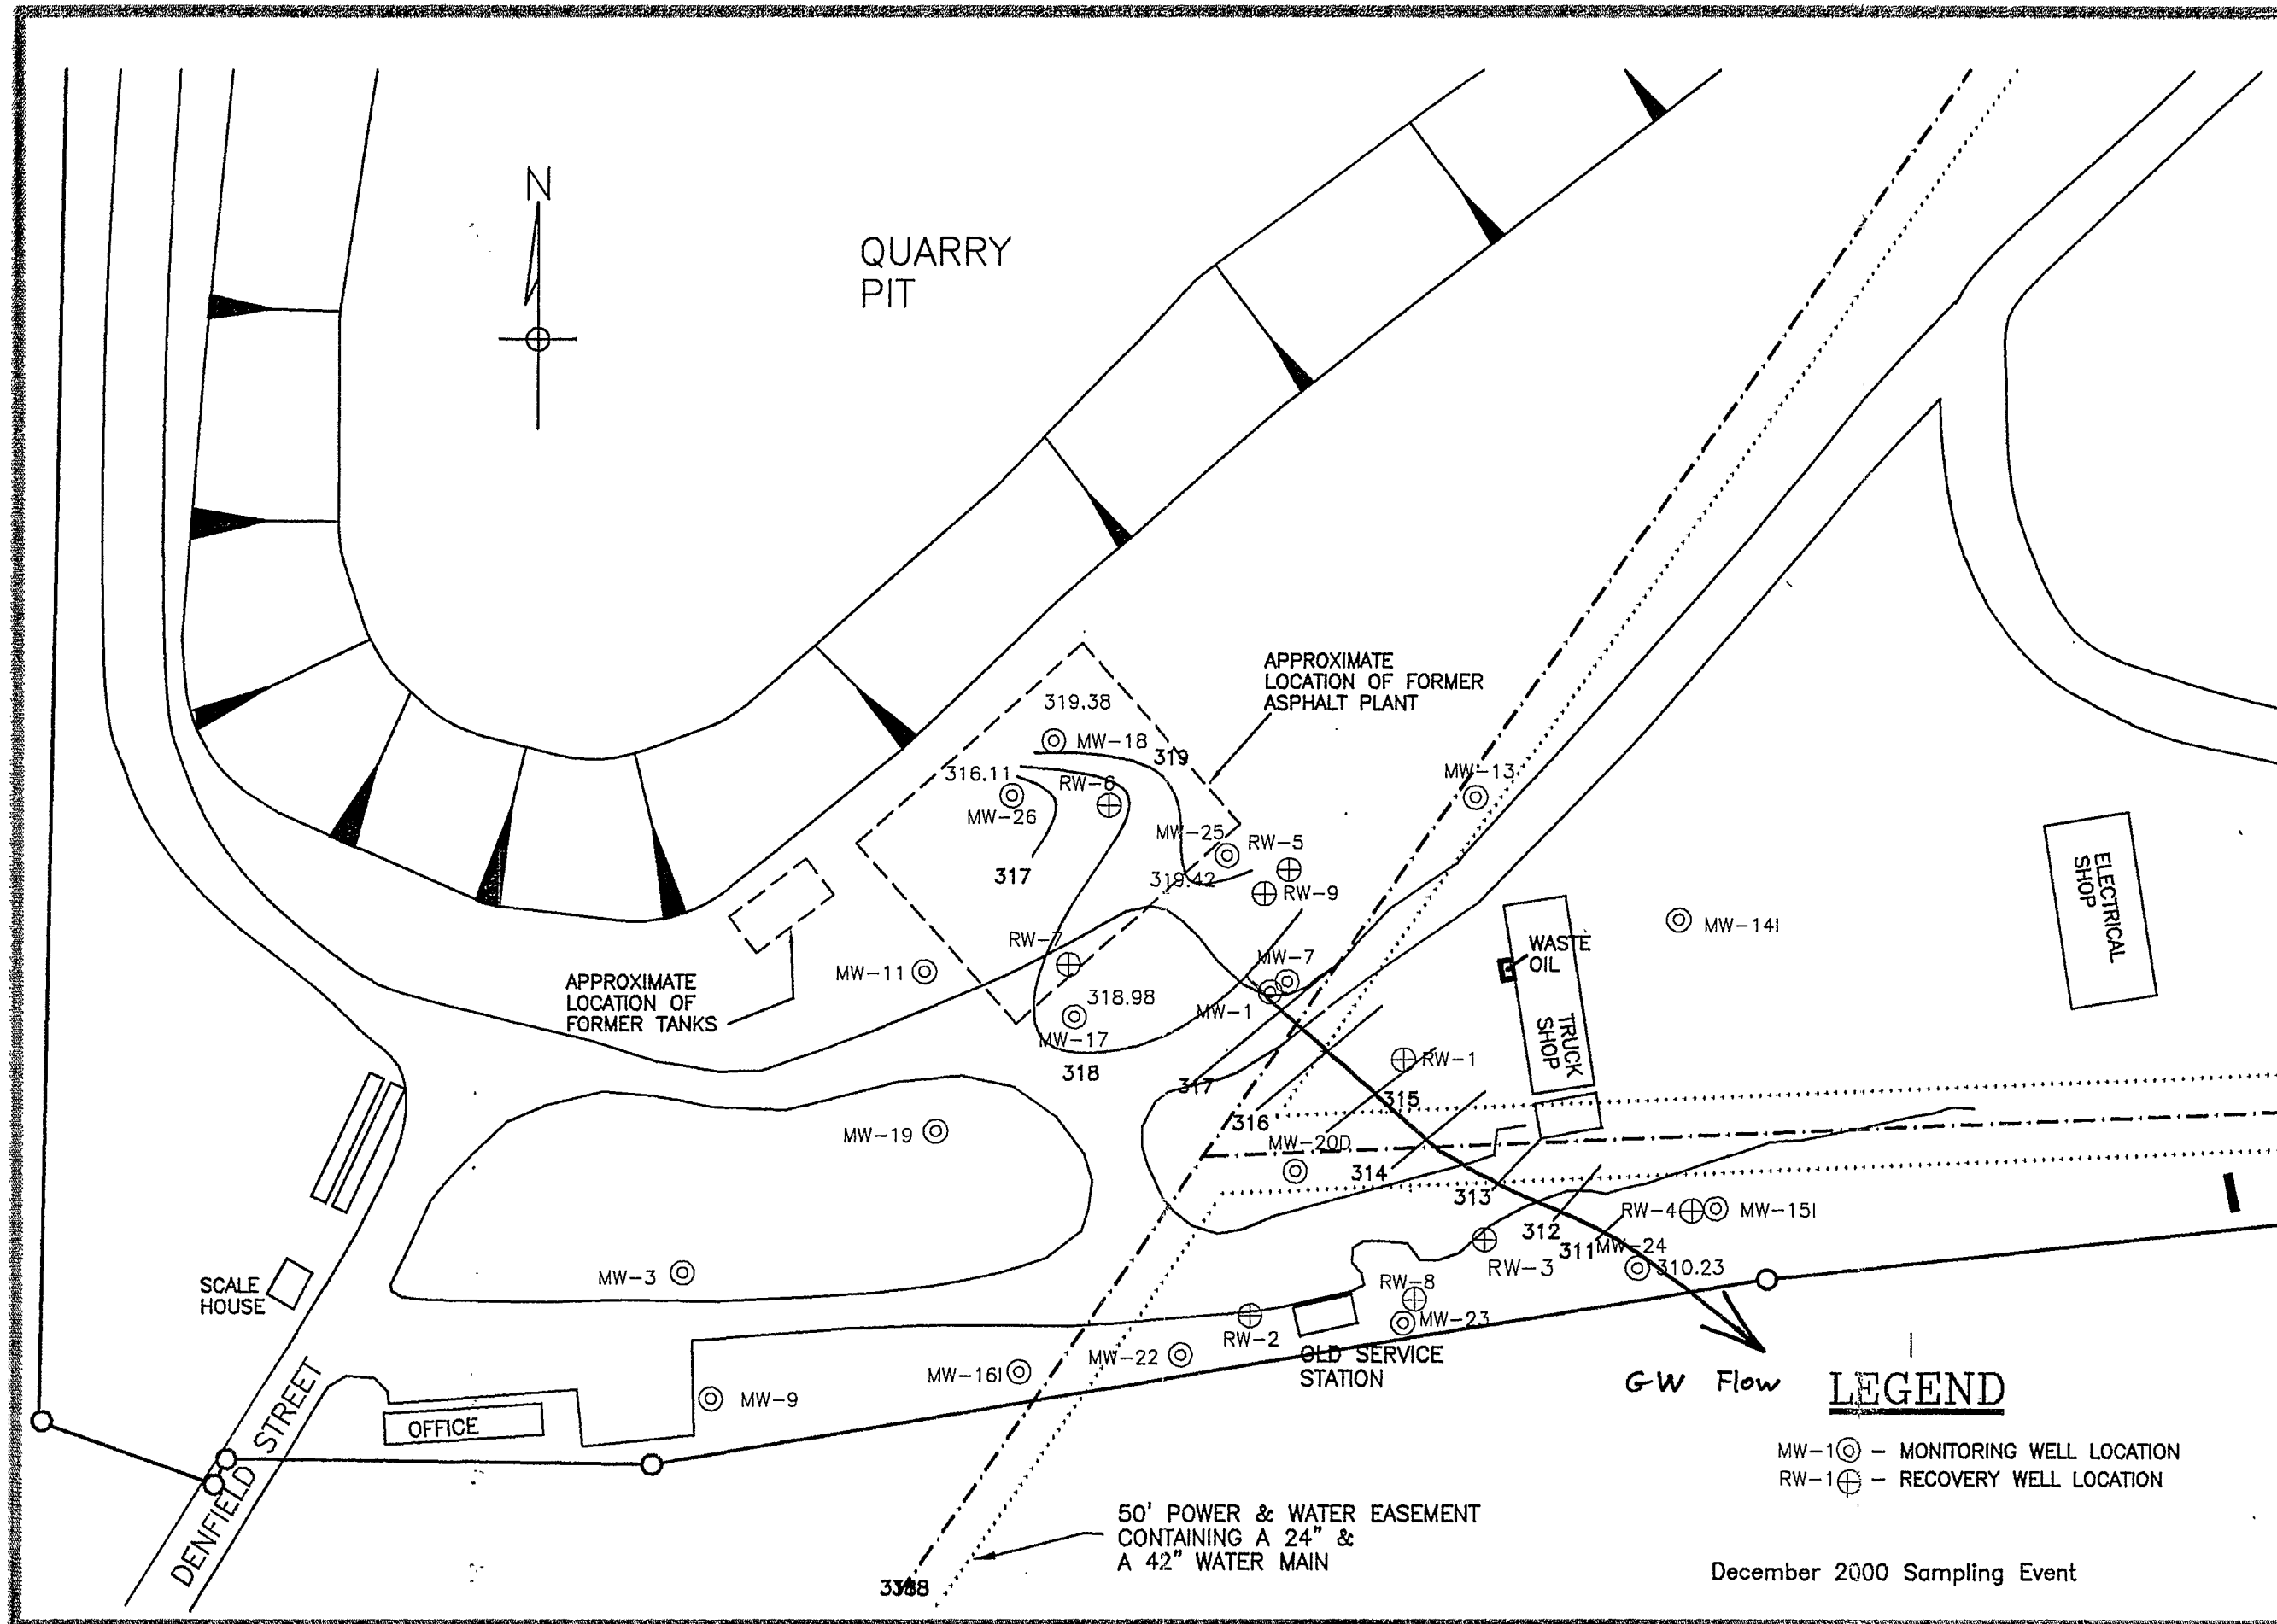 N
QUARRY
PIT
APPROXIMATE
LOCATION OF FORMER
ASPHALT PLANT
319.38
MW-18
319
316.11
RW-6
MW-26
MW-13
MW-25
RW-5
317
319.42
RW-9
MW-14I
ELECTRICAL
SHOP
WASTE
OIL
TRUCK
SHOP
RW-7
MW-7
MW-11
APPROXIMATE
LOCATION OF
FORMER TANKS
318.98
MW-1
MW-17
318
317
RW-1
315
316
MW-19
MW-20D
314
313
RW-4
MW-15I
312
311
MW-24
310.23
RW-3
MW-3
SCALE
HOUSE
RW-8
MW-23
RW-2
MW-22
OLD SERVICE
STATION
MW-16I
MW-9
OFFICE
DENFIELD STREET
GW Flow
LEGEND
MW-1 – MONITORING WELL LOCATION
RW-1 – RECOVERY WELL LOCATION
50' POWER & WATER EASEMENT
CONTAINING A 24" &
A 42" WATER MAIN
December 2000 Sampling Event